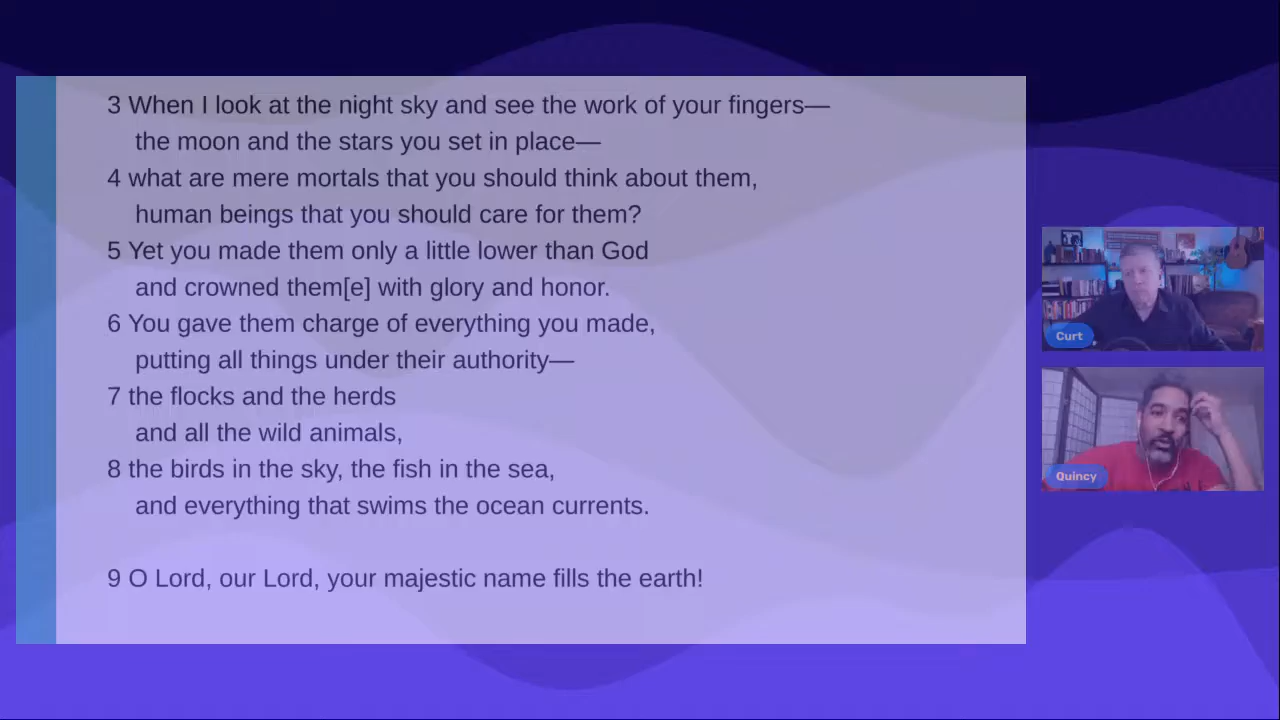 3 When I look at the night sky and see the work of your fingers—
the moon and the stars you set in place—
4 what are mere mortals that you should think about them,
human beings that you should care for them?
5 Yet you made them only a little lower than God
and crowned them[e] with glory and honor.
6 You gave them charge of everything you made,
putting all things under their authority—
7 the flocks and the herds
and all the wild animals,
8 the birds in the sky, the fish in the sea,
and everything that swims the ocean currents.
9 O Lord, our Lord, your majestic name fills the earth!
Curt
Quincy